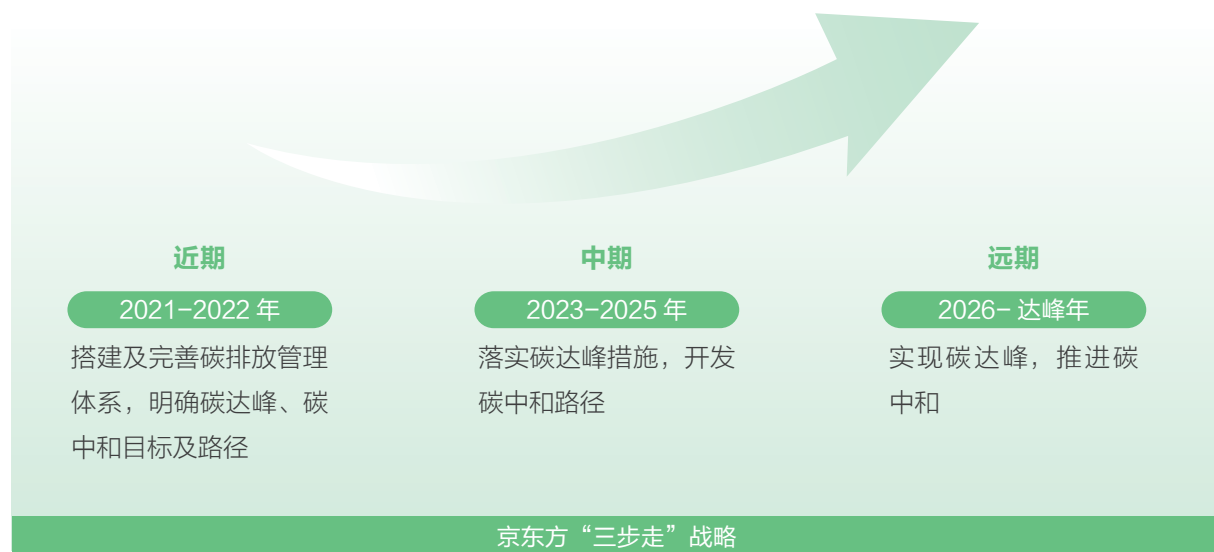 近期
2021-2022 年
搭建及完善碳排放管理
体系，明确碳达峰、碳
中和目标及路径
中期
2023-2025 年
落实碳达峰措施，开发
碳中和路径
远期
2026- 达峰年
实现碳达峰，推进碳
中和
京东方“三步走”战略